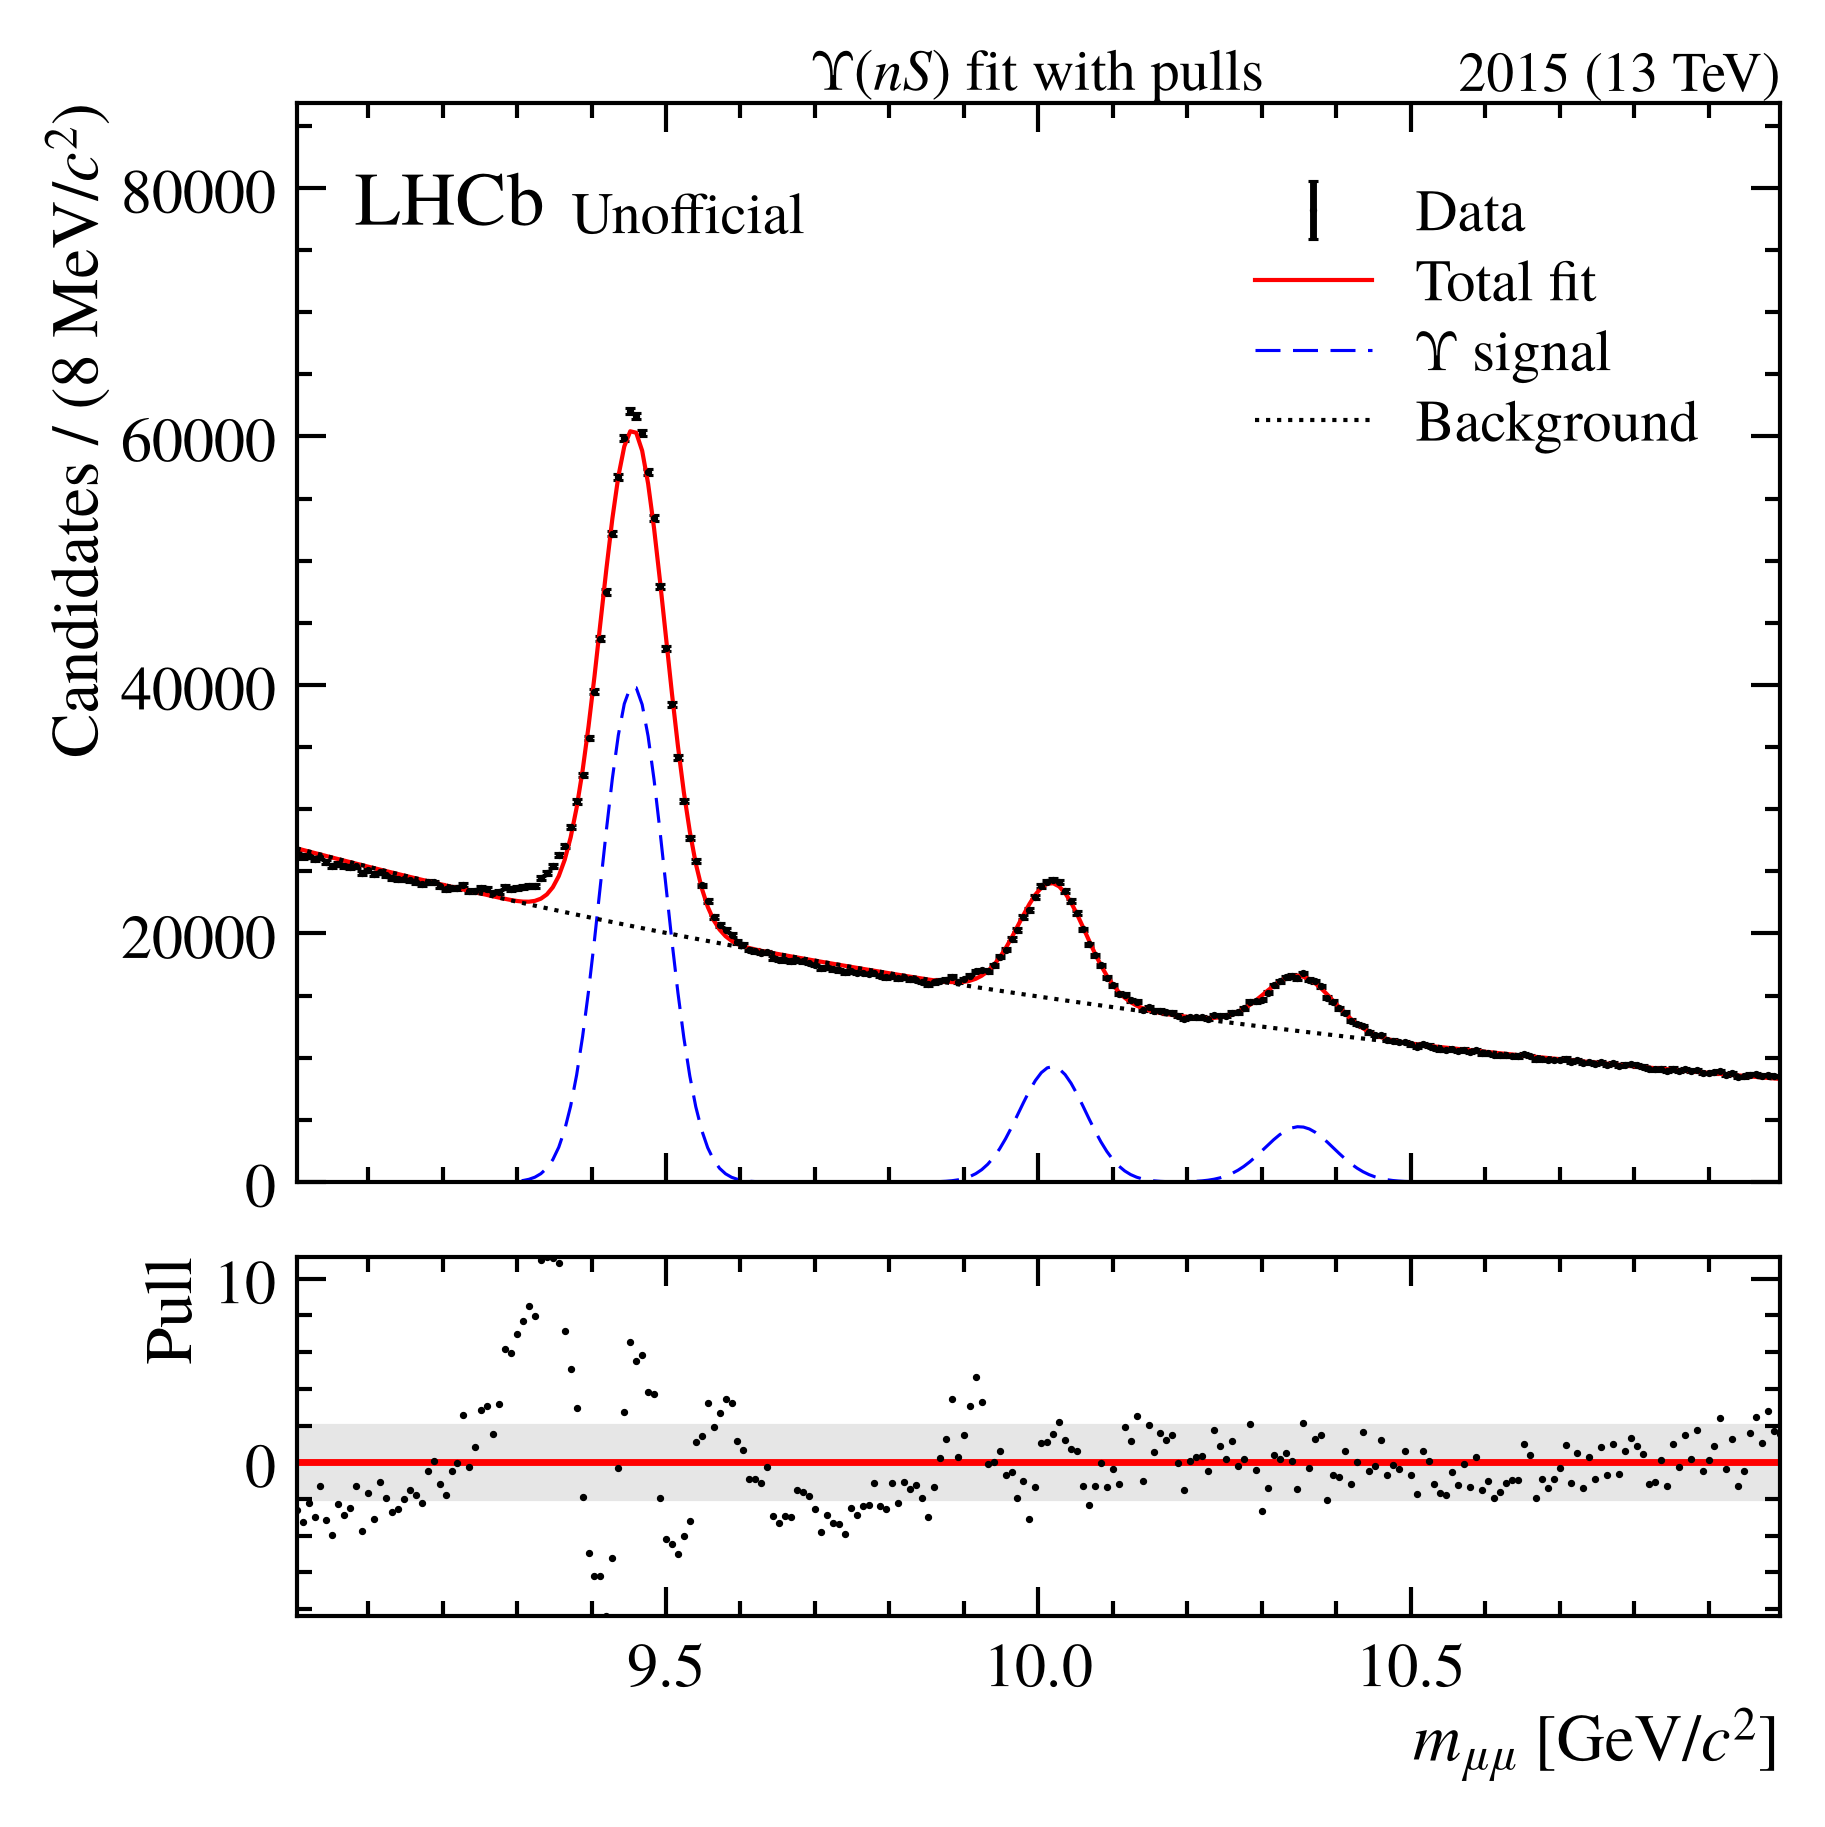 ϒ(nS) fit with pulls
2015 (13 TeV)
LHCb Unofficial
Data
Total fit
ϒ signal
Background
Candidates / (8 MeV/c²)
80000
60000
40000
20000
0
Pull
10
0
9.5 10.0 10.5
mμμ [GeV/c²]